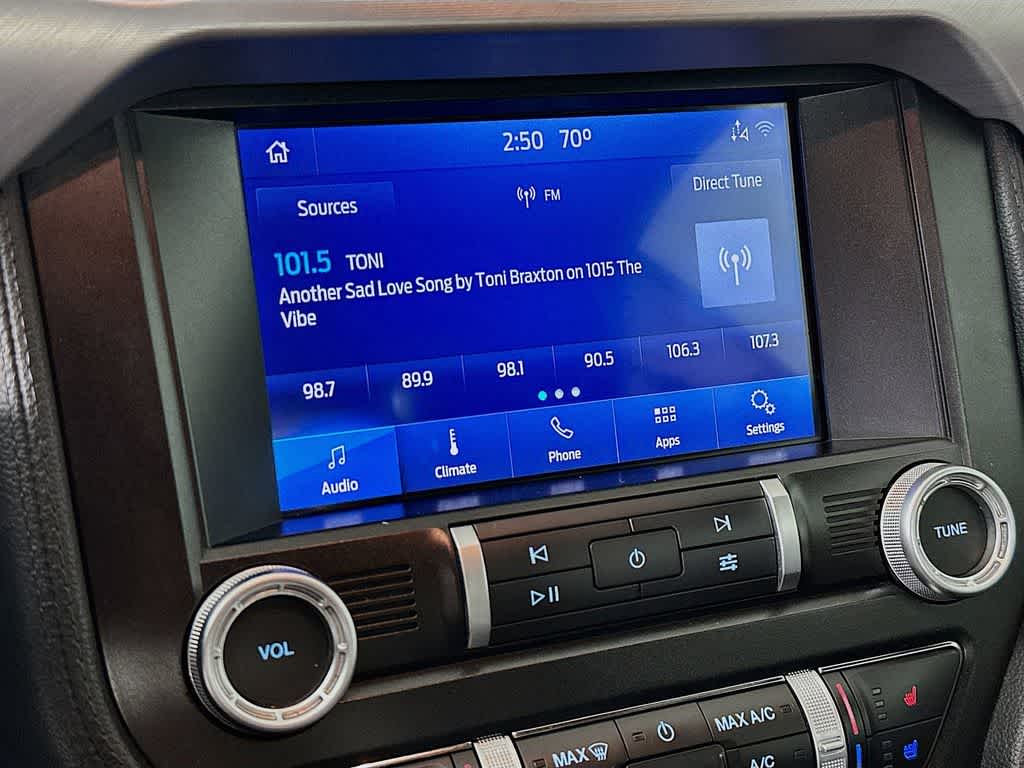 2:50 70º
Sources
FM
Direct Tune
101.5 TONI
Another Sad Love Song by Toni Braxton on 1015 The
Vibe
98.7 89.9 98.1 90.5 106.3 107.3
Audio Climate Phone Apps Settings
VOL
TUNE
MAX
MAX A/C
A/C